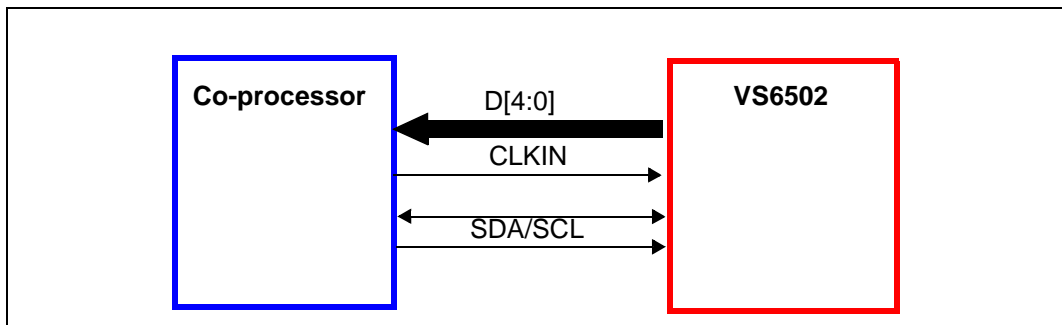 Co-processor
VS6502
D[4:0]
CLKIN
SDA/SCL